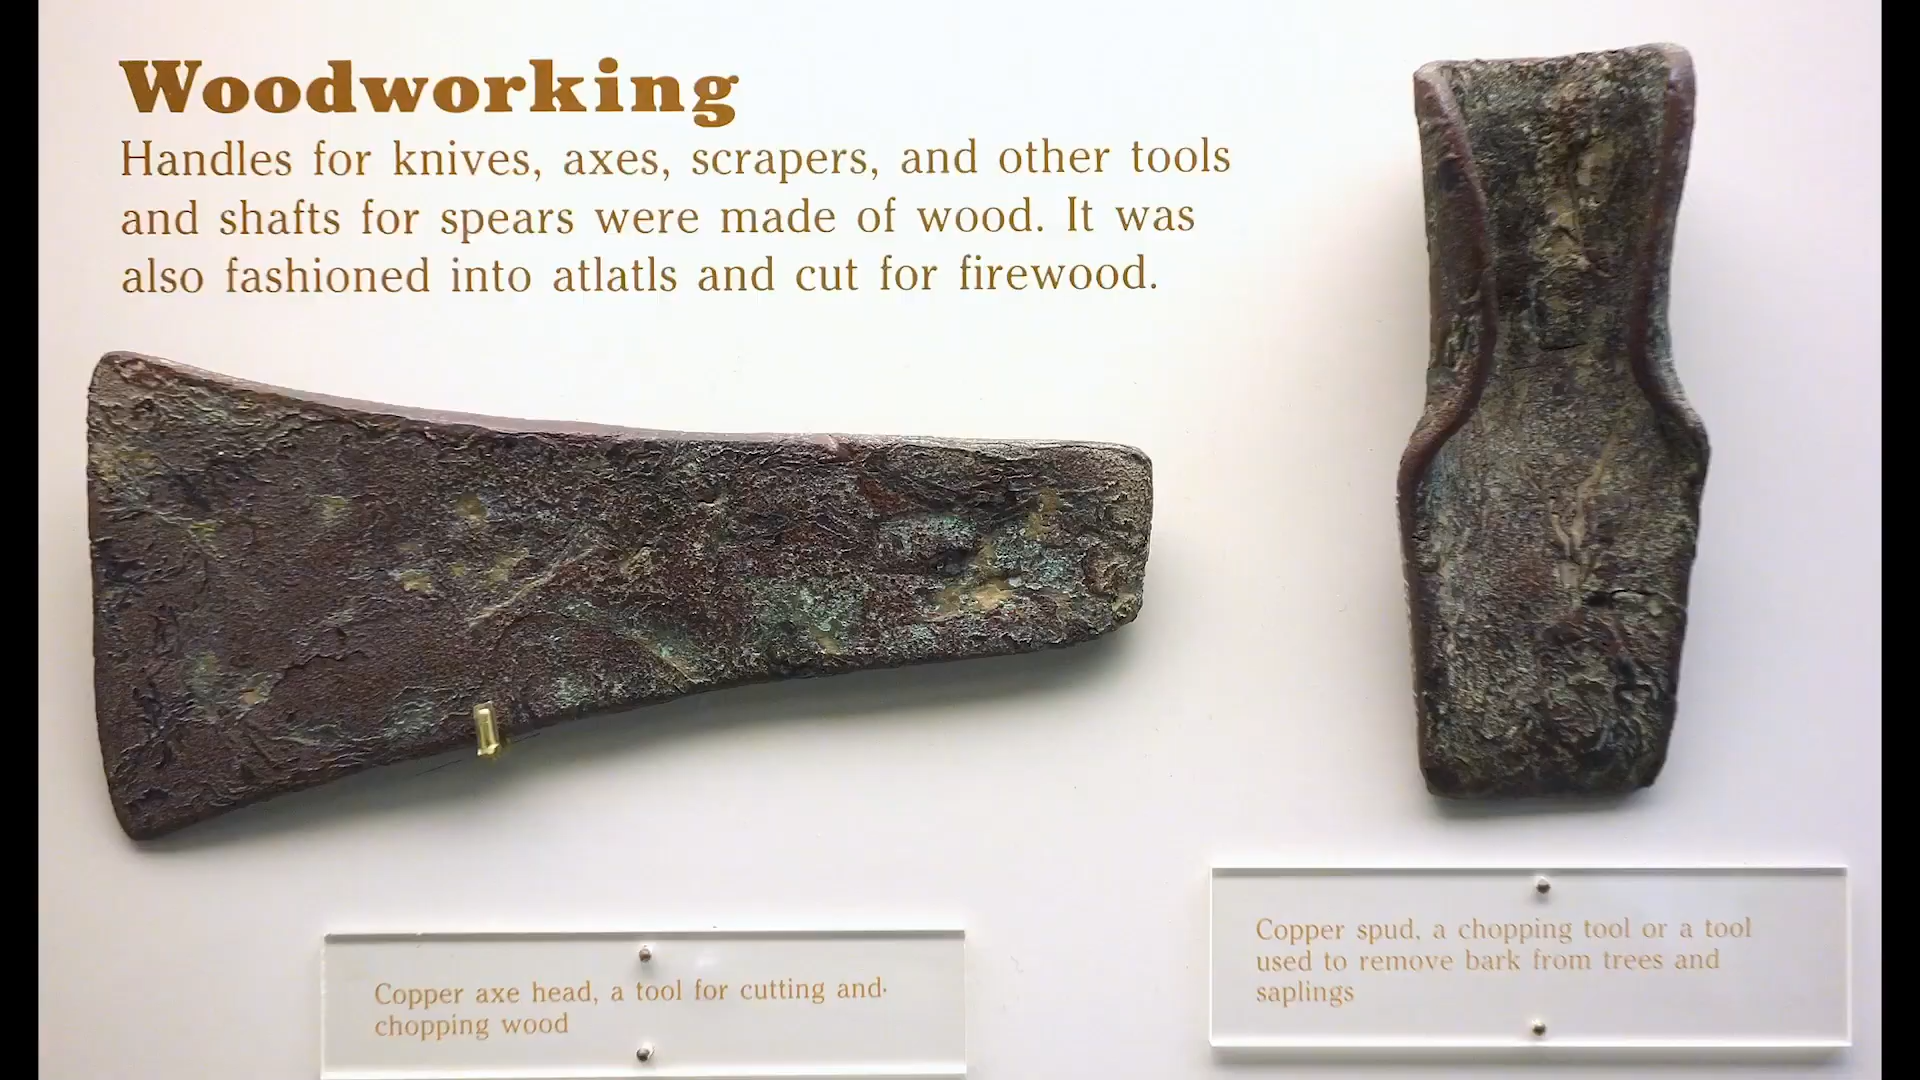 Woodworking
Handles for knives, axes, scrapers, and other tools
and shafts for spears were made of wood. It was
also fashioned into atlatls and cut for firewood.
Copper axe head, a tool for cutting and
chopping wood
Copper spud, a chopping tool or a tool
used to remove bark from trees and
saplings